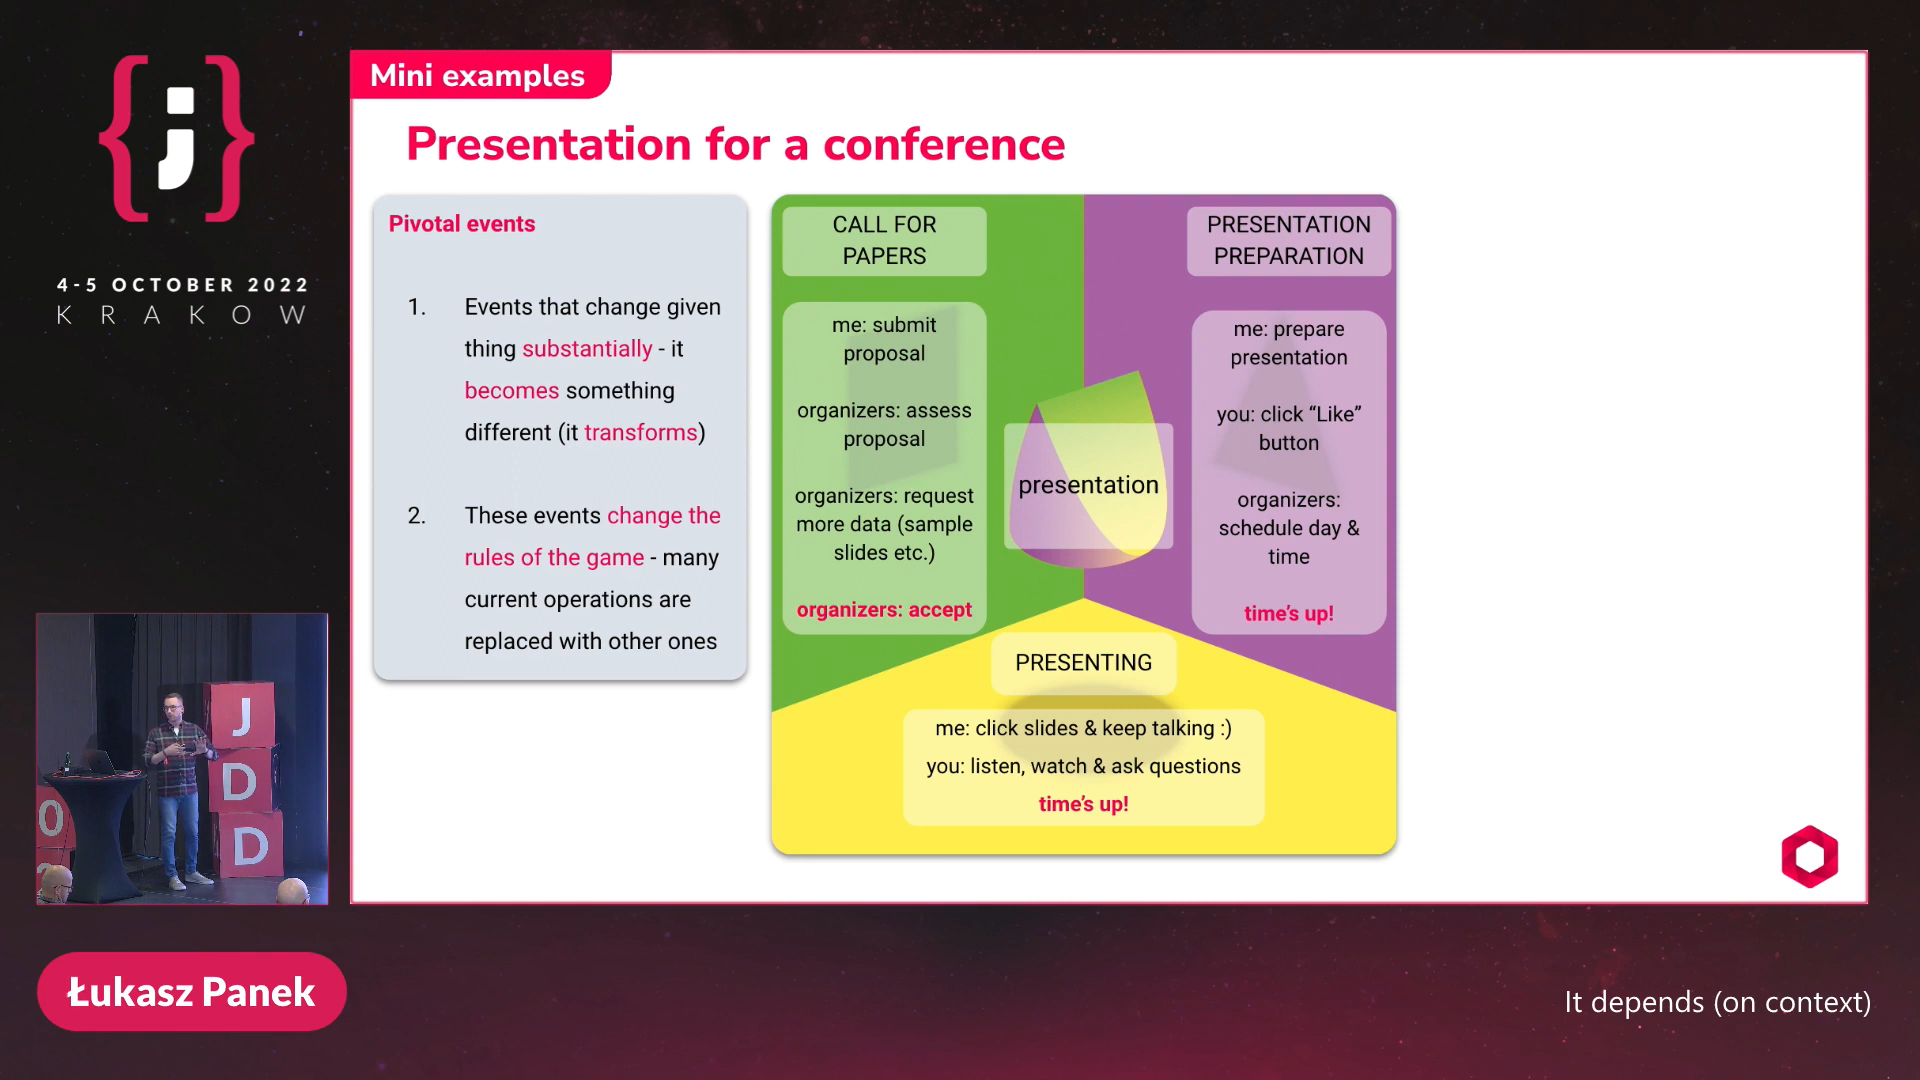 {;}
4-5 OCTOBER 2022
KRAKOW
Mini examples
Presentation for a conference
Pivotal events
1. Events that change given
thing substantially - it
becomes something
different (it transforms)
2. These events change the
rules of the game - many
current operations are
replaced with other ones
CALL FOR
PAPERS
me: submit
proposal
organizers: assess
proposal
organizers: request
more data (sample
slides etc.)
organizers: accept
presentation
PRESENTATION
PREPARATION
me: prepare
presentation
you: click “Like”
button
organizers:
schedule day &
time
time’s up!
PRESENTING
me: click slides & keep talking :)
you: listen, watch & ask questions
time’s up!
J
D
D
0
Łukasz Panek
It depends (on context)